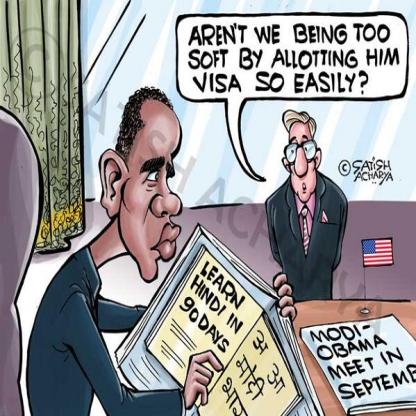 AREN'T WE BEING TOO
SOFT BY ALLOTTING HIM
VISA SO EASILY?
© SATISH
ACHARYA
LEARN
HINDI IN
90 DAYS
MODI-
OBAMA
MEET IN
SEPTEMB